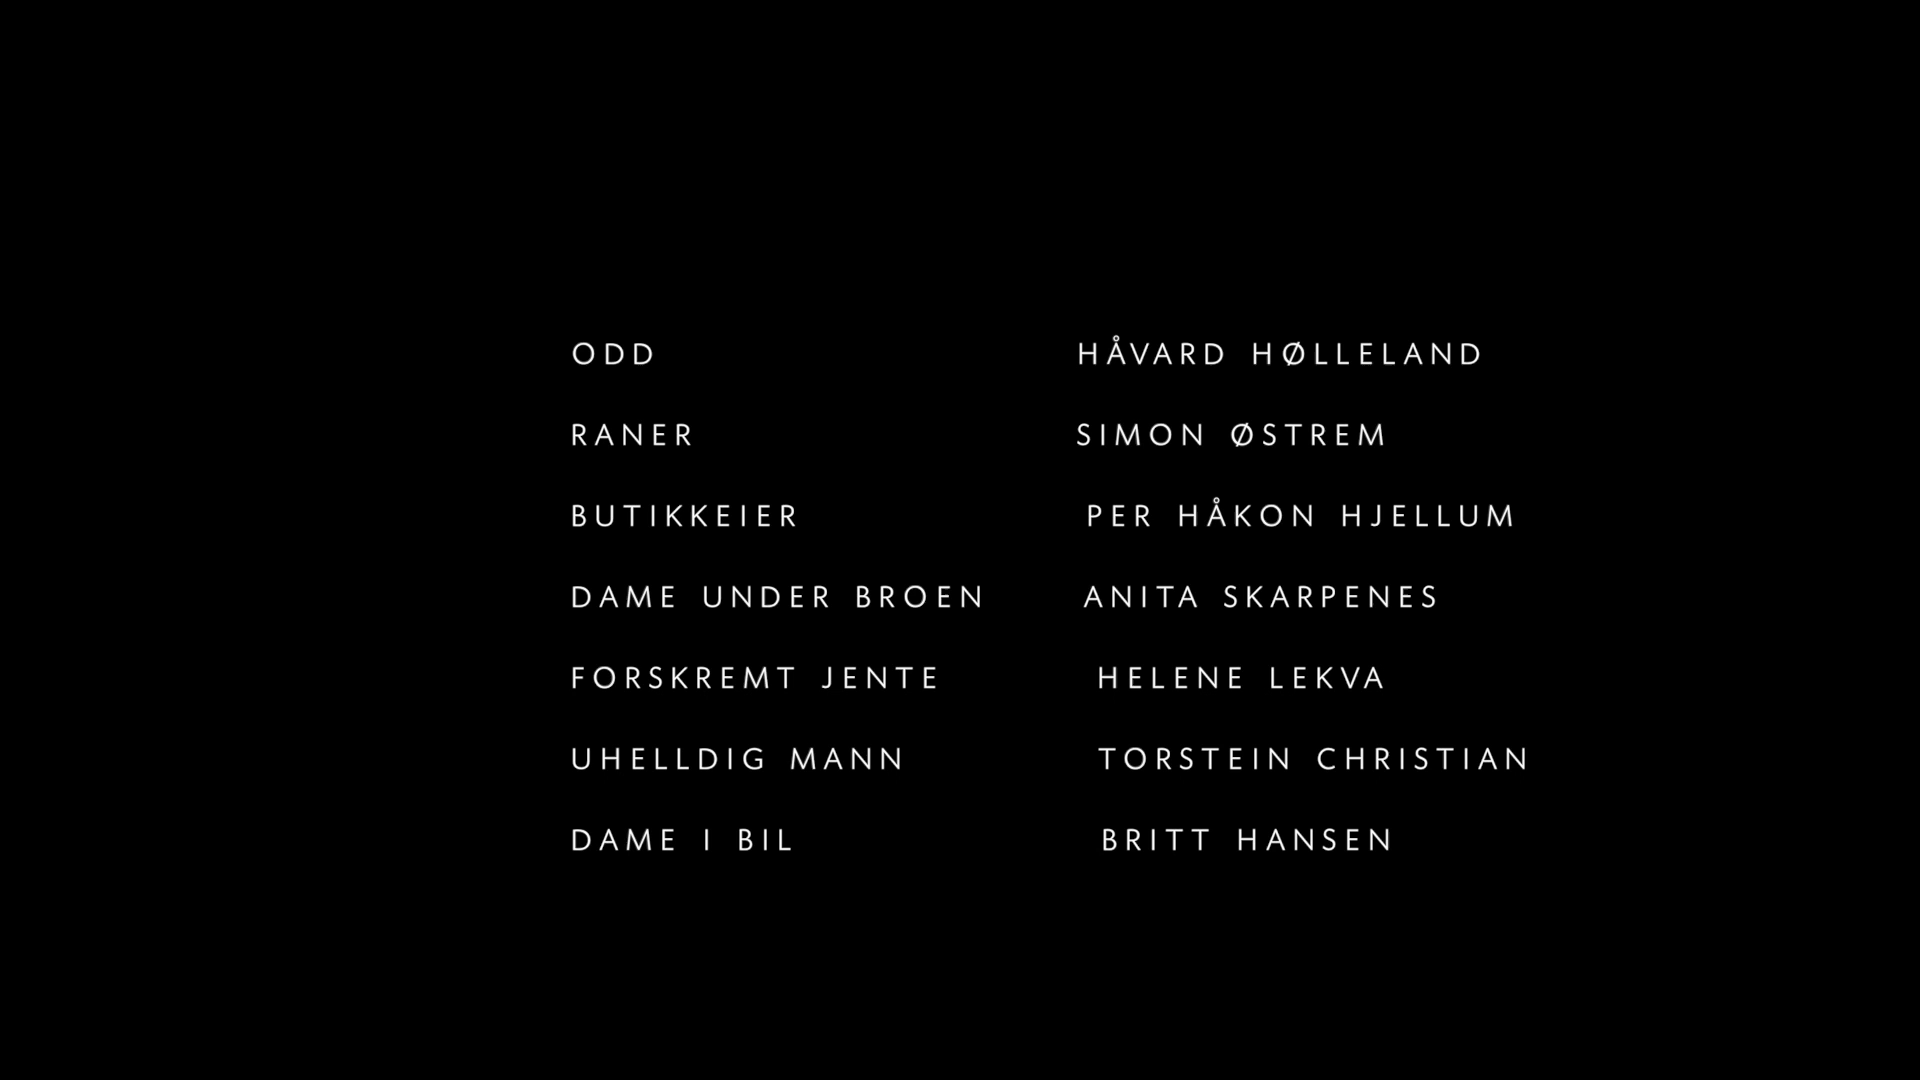 ODD HÅVARD HØLLELAND
RANER SIMON ØSTREM
BUTIKKEIER PER HÅKON HJELLUM
DAME UNDER BROEN ANITA SKARPENES
FORSKREMT JENTE HELENE LEKVA
UHELLDIG MANN TORSTEIN CHRISTIAN
DAME I BIL BRITT HANSEN